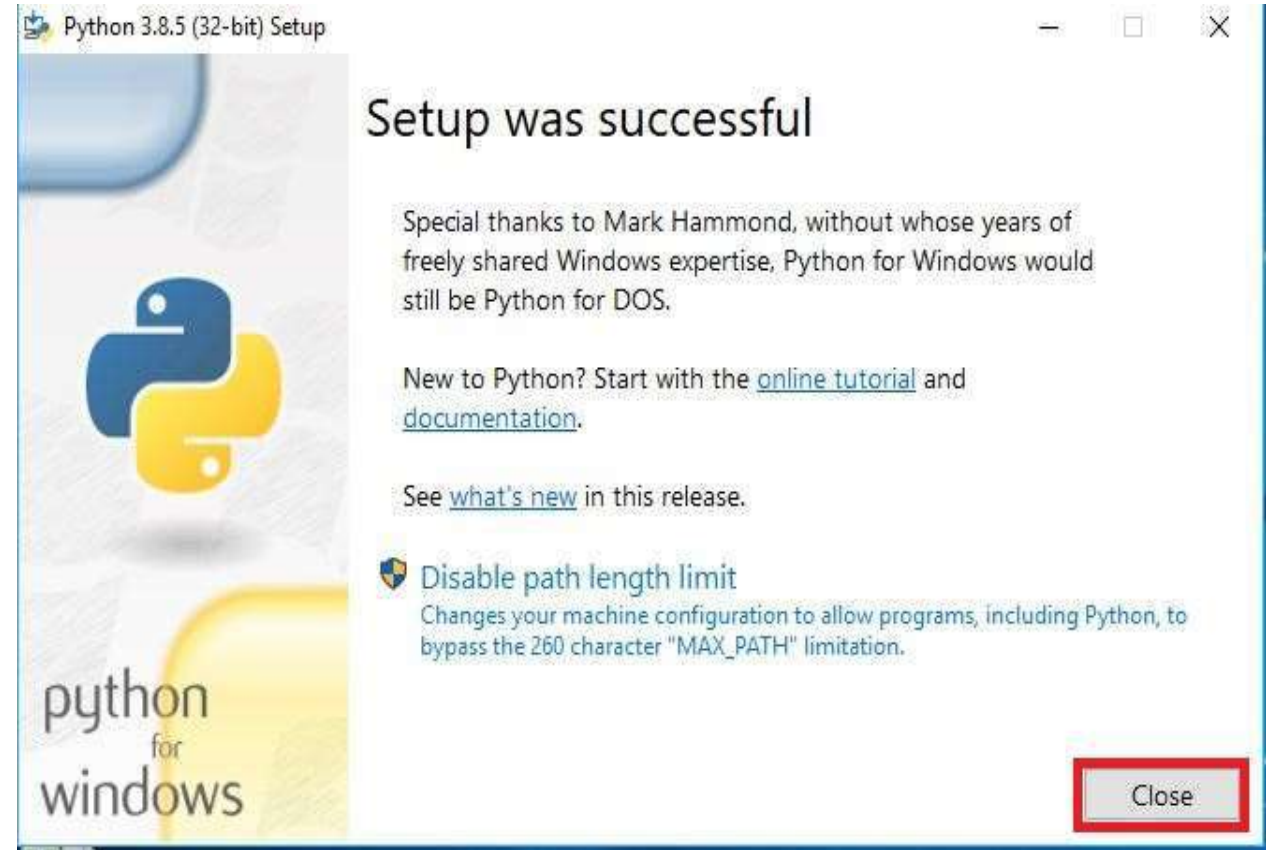 Python 3.8.5 (32-bit) Setup
Setup was successful
Special thanks to Mark Hammond, without whose years of
freely shared Windows expertise, Python for Windows would
still be Python for DOS.
New to Python? Start with the online tutorial and
documentation.
See what's new in this release.
Disable path length limit
Changes your machine configuration to allow programs, including Python, to
bypass the 260 character "MAX_PATH" limitation.
python
for
windows
Close